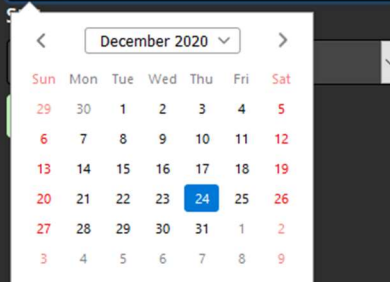 December 2020
Sun Mon Tue Wed Thu Fri Sat
29 30 1 2 3 4 5
6 7 8 9 10 11 12
13 14 15 16 17 18 19
20 21 22 23 24 25 26
27 28 29 30 31 1 2
3 4 5 6 7 8 9